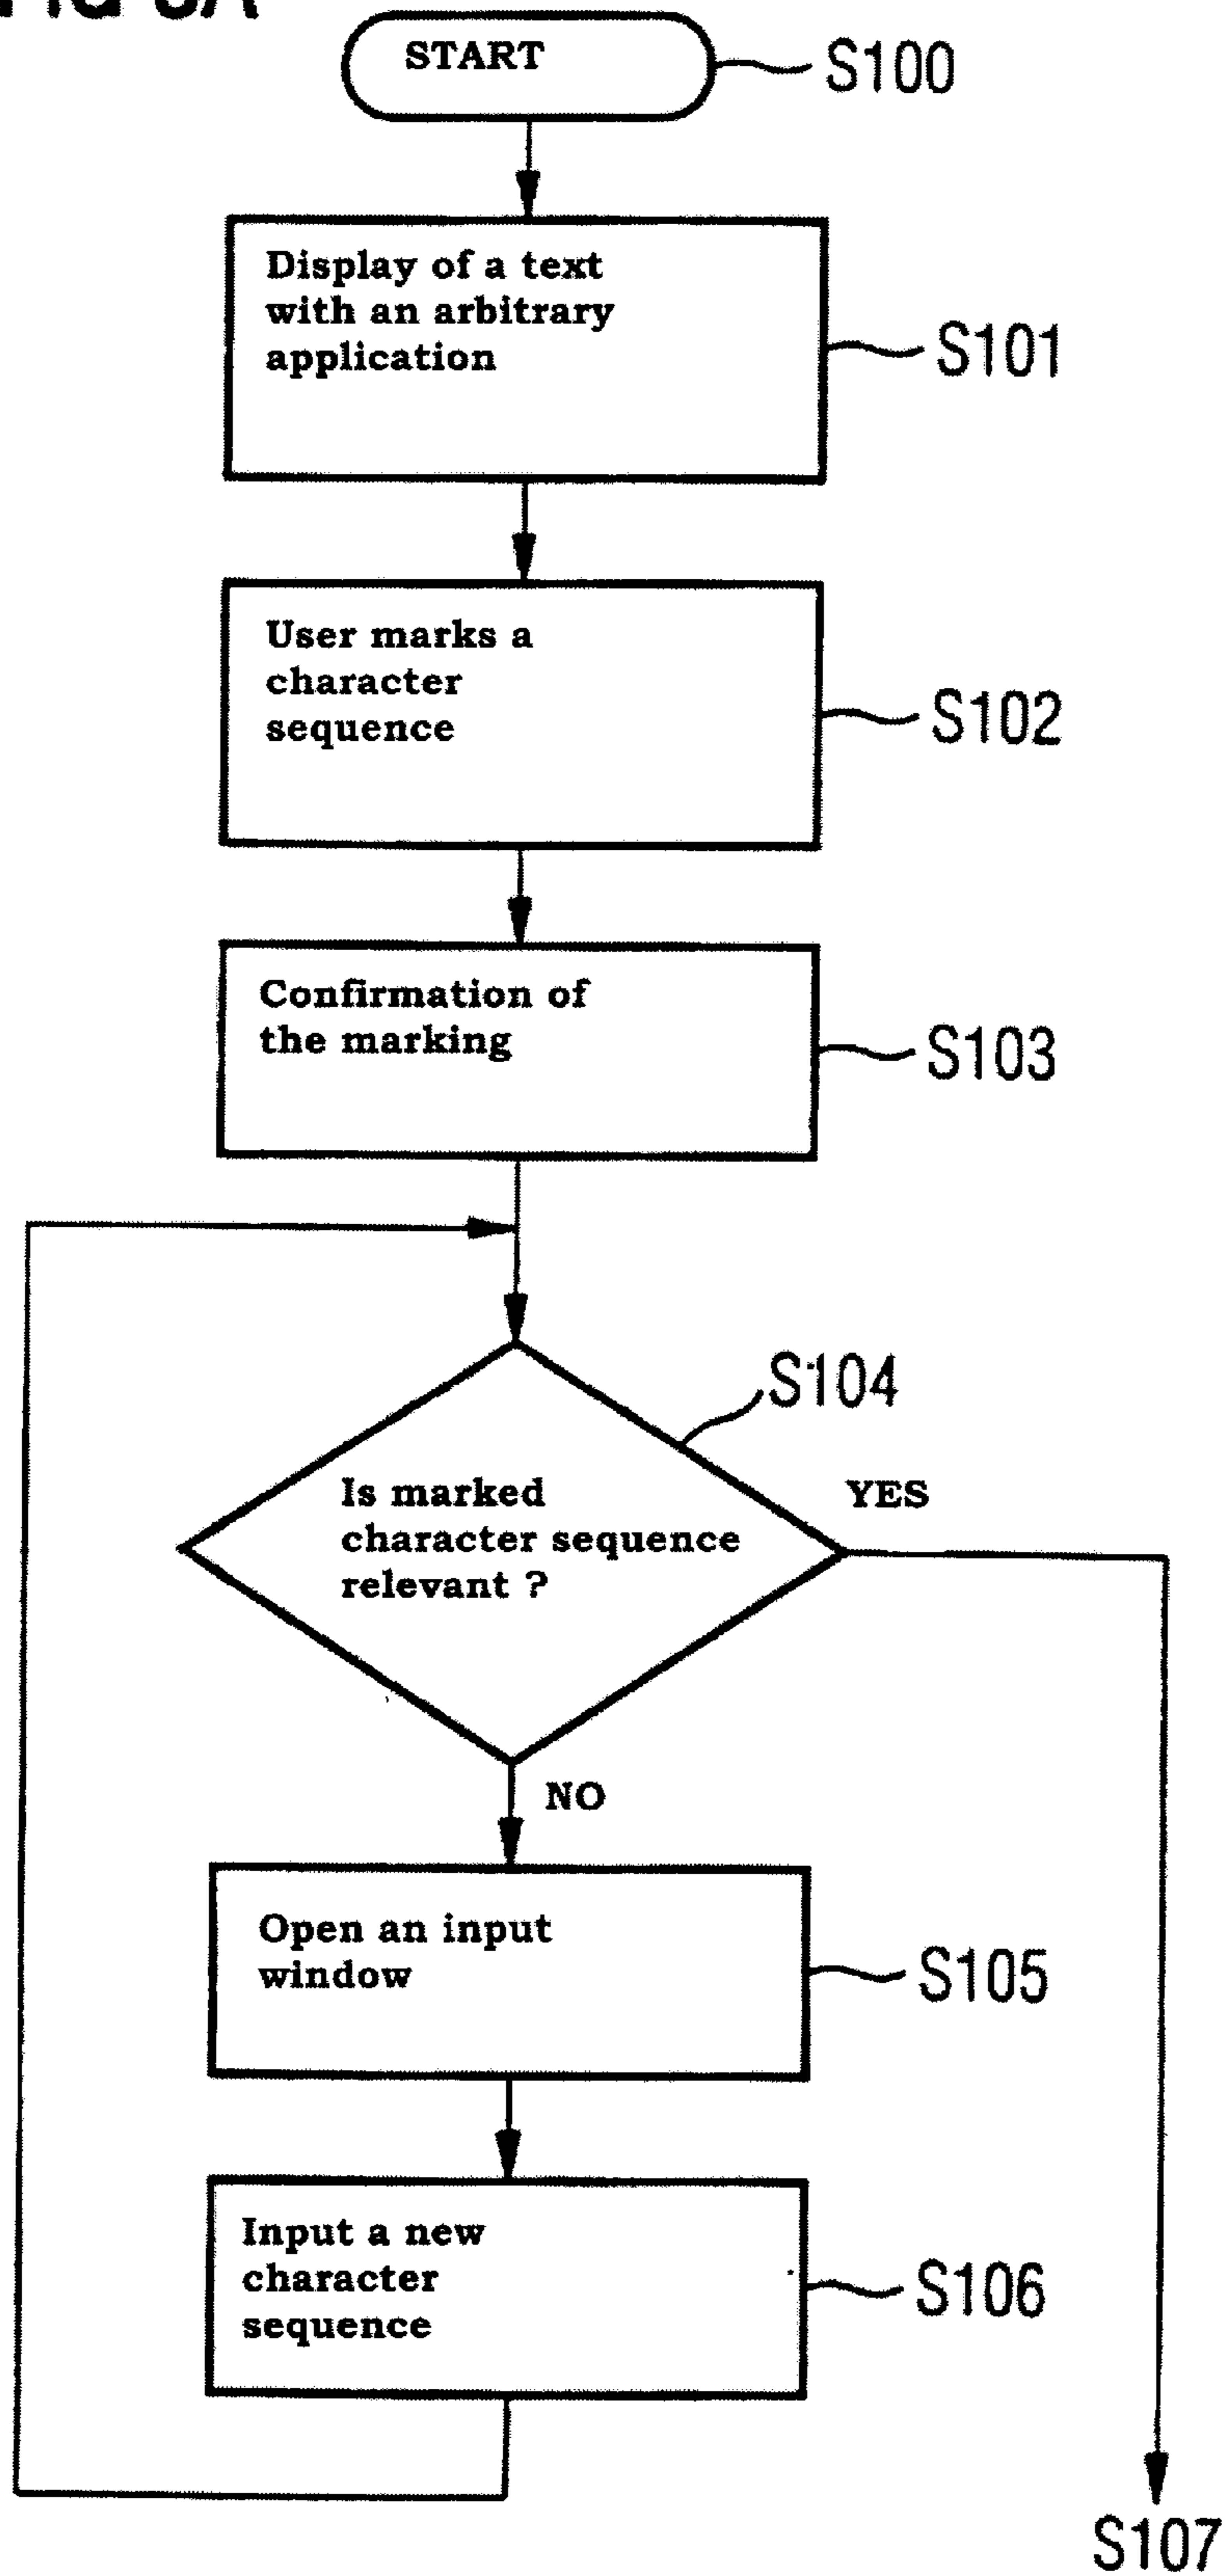 START
S100
Display of a text
with an arbitrary
application
S101
User marks a
character
sequence
S102
Confirmation of
the marking
S103
S104
Is marked
character sequence
relevant ?
YES
NO
Open an input
window
S105
Input a new
character
sequence
S106
S107